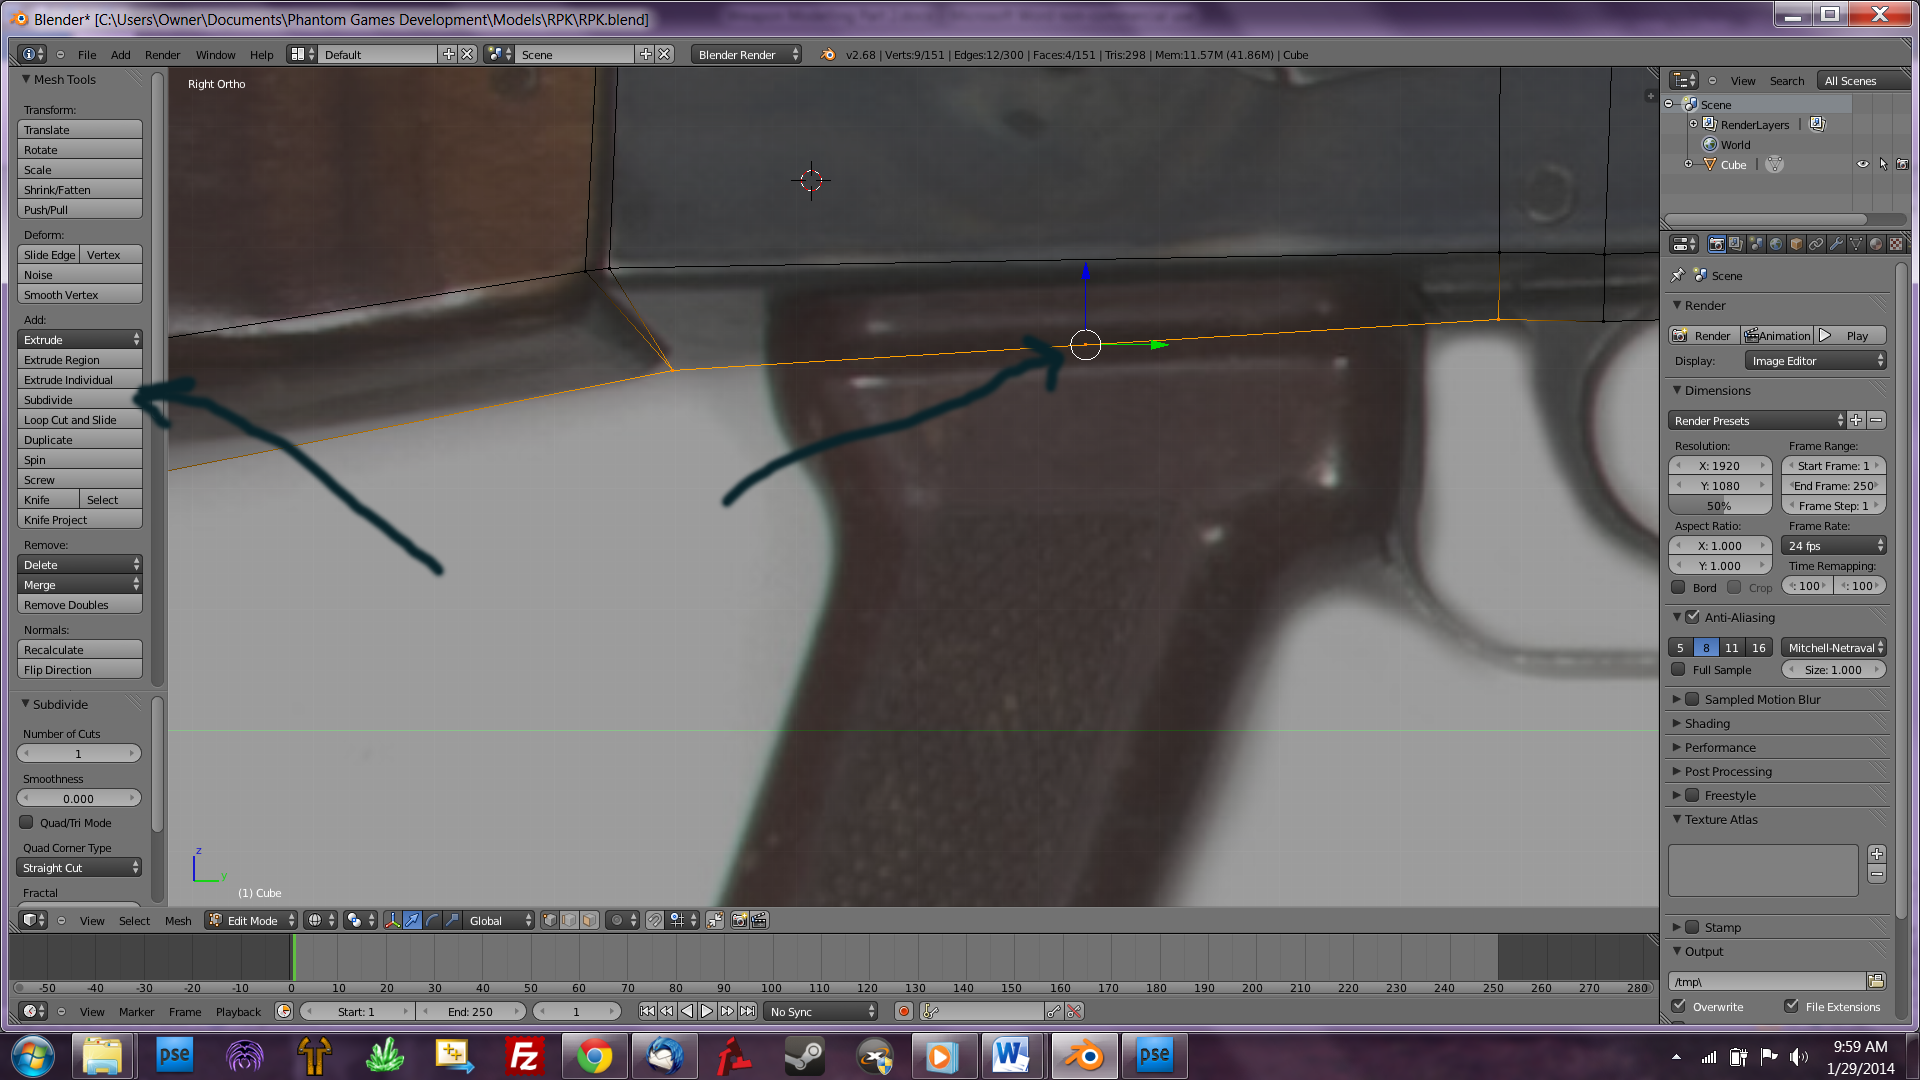 Blender* [C:\Users\Owner\Documents\Phantom Games Development\Models\RPK\RPK.blend]
File Add Render Window Help Default Scene Blender Render v2.68 | Verts:9/151 | Edges:12/300 | Faces:4/151 | Tris:298 | Mem:11.57M (41.86M) | Cube
Mesh Tools
Transform:
Translate
Rotate
Scale
Shrink/Fatten
Push/Pull
Deform:
Slide Edge Vertex
Noise
Smooth Vertex
Add:
Extrude
Extrude Region
Extrude Individual
Subdivide
Loop Cut and Slide
Duplicate
Spin
Screw
Knife Select
Knife Project
Remove:
Delete
Merge
Remove Doubles
Normals:
Recalculate
Flip Direction
Subdivide
Number of Cuts
1
Smoothness
0.000
Quad/Tri Mode
Quad Corner Type
Straight Cut
Fractal
Right Ortho
z
y
(1) Cube
View Select Mesh Edit Mode Global
View Search All Scenes
Scene
RenderLayers |
World
Cube |
Scene
Render
Render Animation Play
Display: Image Editor
Dimensions
Render Presets
Resolution: Frame Range:
X: 1920 Start Frame: 1
Y: 1080 End Frame: 250
50% Frame Step: 1
Aspect Ratio: Frame Rate:
X: 1.000 24 fps
Y: 1.000 Time Remapping:
Bord Crop : 100 : 100
Anti-Aliasing
5 8 11 16 Mitchell-Netraval
Full Sample Size: 1.000
Sampled Motion Blur
Shading
Performance
Post Processing
Freestyle
Texture Atlas
Stamp
Output
/tmp\
Overwrite File Extensions
-50 -40 -30 -20 -10 0 10 20 30 40 50 60 70 80 90 100 110 120 130 140 150 160 170 180 190 200 210 220 230 240 250 260 270 280
View Marker Frame Playback Start: 1 End: 250 1 No Sync
pse Fz W pse
9:59 AM
1/29/2014